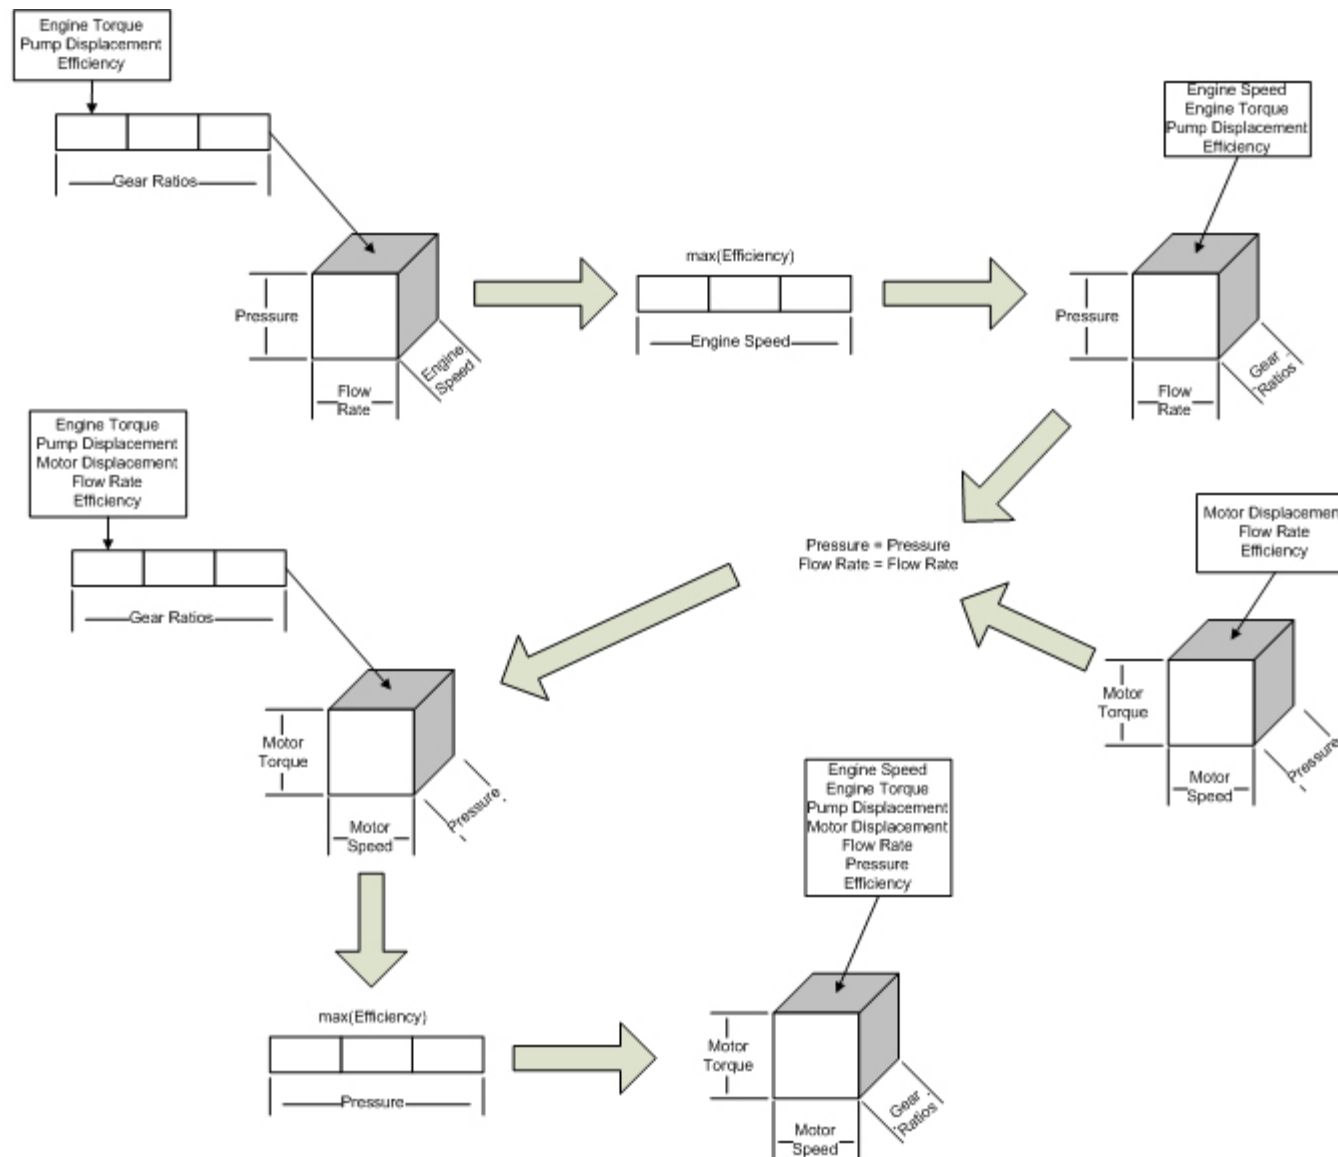 Engine Torque
Pump Displacement
Efficiency
Gear Ratios
Pressure
Flow
Rate
Engine
Speed
max(Efficiency)
Engine Speed
Engine Speed
Engine Torque
Pump Displacement
Efficiency
Pressure
Flow
Rate
Gear
Ratios
Engine Torque
Pump Displacement
Motor Displacement
Flow Rate
Efficiency
Gear Ratios
Pressure = Pressure
Flow Rate = Flow Rate
Motor Displacemen
Flow Rate
Efficiency
Motor
Torque
Motor
Speed
Pressure
Motor
Torque
Motor
Speed
Pressure
max(Efficiency)
Pressure
Engine Speed
Engine Torque
Pump Displacement
Motor Displacement
Flow Rate
Pressure
Efficiency
Motor
Torque
Motor
Speed
Gear
Ratios